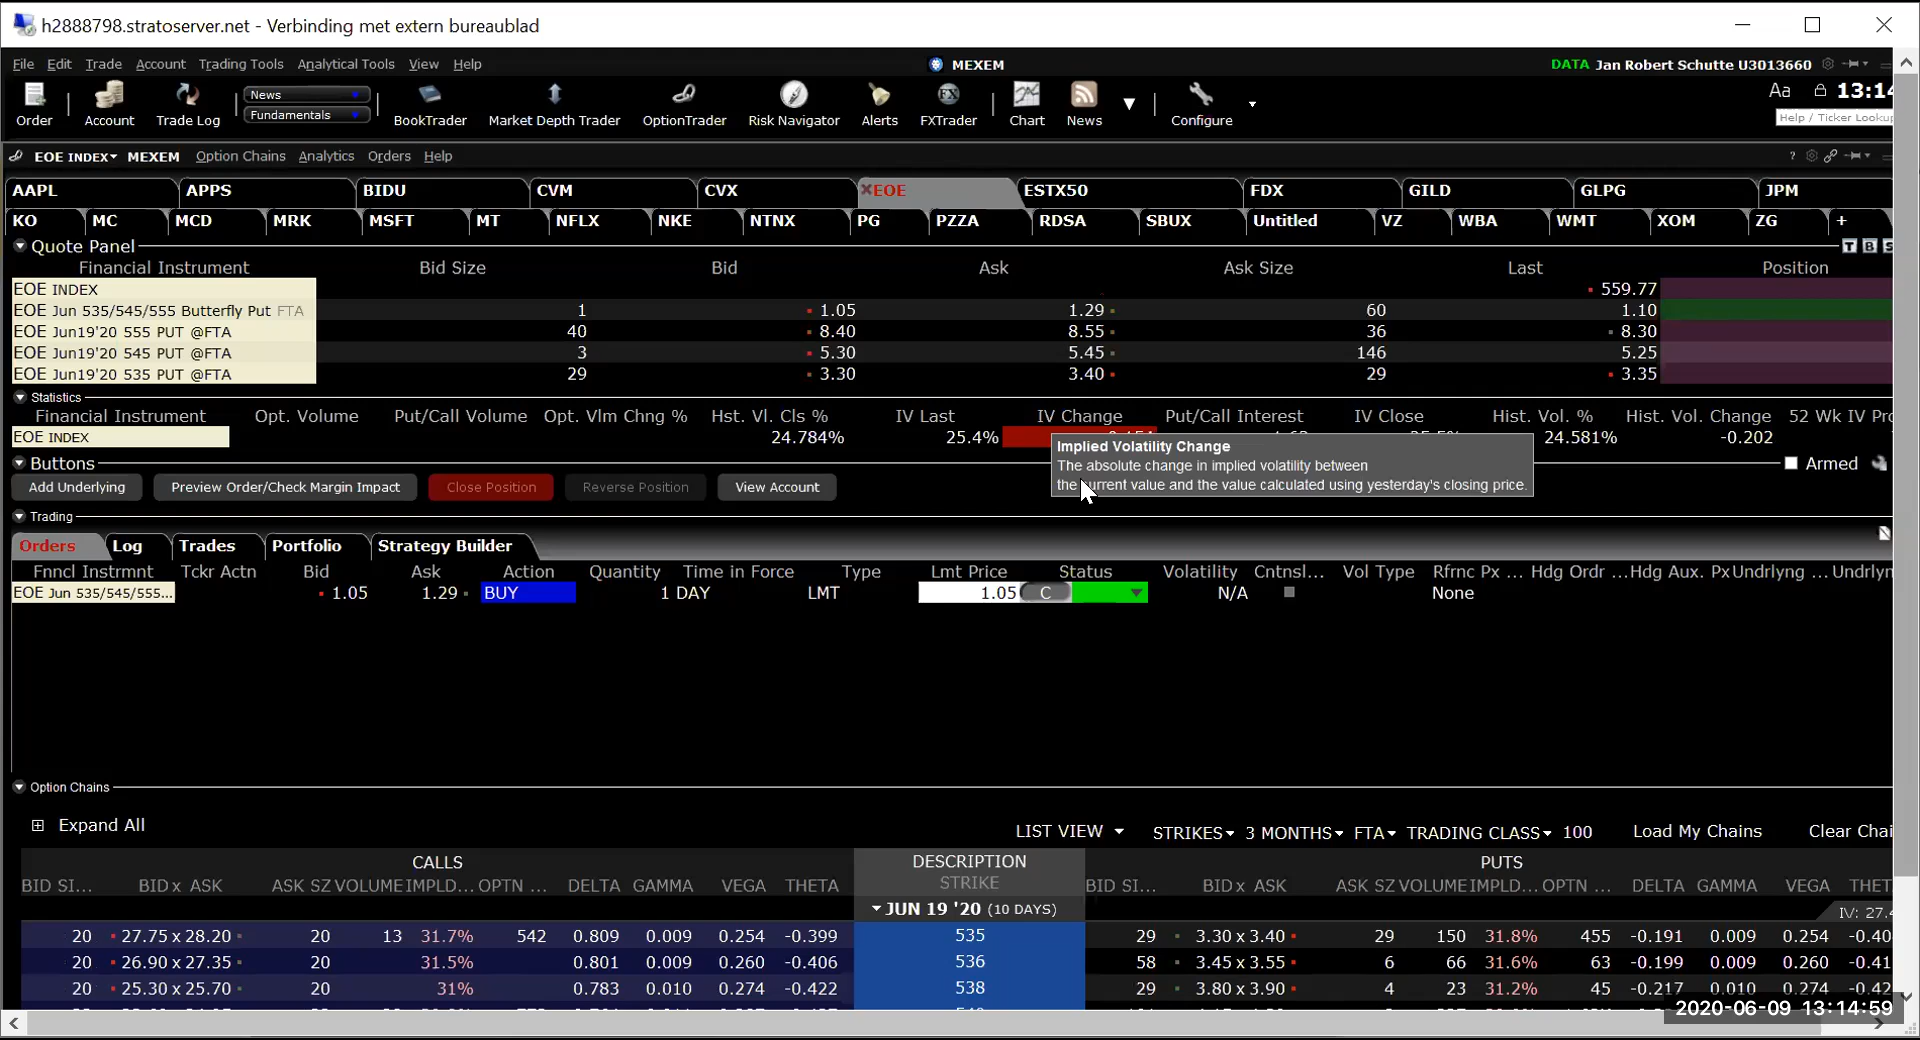 h2888798.stratoserver.net - Verbinding met extern bureaublad
File Edit Trade Account Trading Tools Analytical Tools View Help MEXEM DATA Jan Robert Schutte U3013660
Order Account Trade Log News Fundamentals BookTrader Market Depth Trader OptionTrader Risk Navigator Alerts FXTrader Chart News Configure Aa 13:14
Help / Ticker Lookup
EOE INDEX MEXEM Option Chains Analytics Orders Help ?
AAPL APPS BIDU CVM CVX EOE ESTX50 FDX GILD GLPG JPM
KO MC MCD MRK MSFT MT NFLX NKE NTNX PG PZZA RDSA SBUX Untitled VZ WBA WMT XOM ZG +
Quote Panel T B S
Financial Instrument Bid Size Bid Ask Ask Size Last Position
EOE INDEX 559.77
EOE Jun 535/545/555 Butterfly Put FTA 1 1.05 1.29 60 1.10
EOE Jun19'20 555 PUT @FTA 40 8.40 8.55 36 8.30
EOE Jun19'20 545 PUT @FTA 3 5.30 5.45 146 5.25
EOE Jun19'20 535 PUT @FTA 29 3.30 3.40 29 3.35
Statistics
Financial Instrument Opt. Volume Put/Call Volume Opt. Vlm Chng % Hst. Vl. Cls % IV Last IV Change Put/Call Interest IV Close Hist. Vol. % Hist. Vol. Change 52 Wk IV Pr
EOE INDEX 24.784% 25.4% 24.581% -0.202
Implied Volatility Change
The absolute change in implied volatility between
the current value and the value calculated using yesterday's closing price.
Buttons Armed
Add Underlying Preview Order/Check Margin Impact Close Position Reverse Position View Account
Trading
Orders Log Trades Portfolio Strategy Builder
Fnncl Instrmnt Tckr Actn Bid Ask Action Quantity Time in Force Type Lmt Price Status Volatility Cntnsl... Vol Type Rfrnc Px ... Hdg Ordr ... Hdg Aux. Px Undrlyng ... Undrlyn
EOE Jun 535/545/555... 1.05 1.29 BUY 1 DAY LMT 1.05 C N/A None
Option Chains
Expand All LIST VIEW STRIKES 3 MONTHS FTA TRADING CLASS 100 Load My Chains Clear Chai
CALLS DESCRIPTION PUTS
BID SI... BID x ASK ASK SZ VOLUME IMPLD... OPTN ... DELTA GAMMA VEGA THETA STRIKE BID SI... BID x ASK ASK SZ VOLUME IMPLD... OPTN ... DELTA GAMMA VEGA THET
JUN 19 '20 (10 DAYS) IV: 27.4
20 27.75 x 28.20 20 13 31.7% 542 0.809 0.009 0.254 -0.399 535 29 3.30 x 3.40 29 150 31.8% 455 -0.191 0.009 0.254 -0.40
20 26.90 x 27.35 20 31.5% 0.801 0.009 0.260 -0.406 536 58 3.45 x 3.55 6 66 31.6% 63 -0.199 0.009 0.260 -0.41
20 25.30 x 25.70 20 31% 0.783 0.010 0.274 -0.422 538 29 3.80 x 3.90 4 23 31.2% 45 -0.217 0.010 0.274 -0.42
2020-06-09 13:14:59